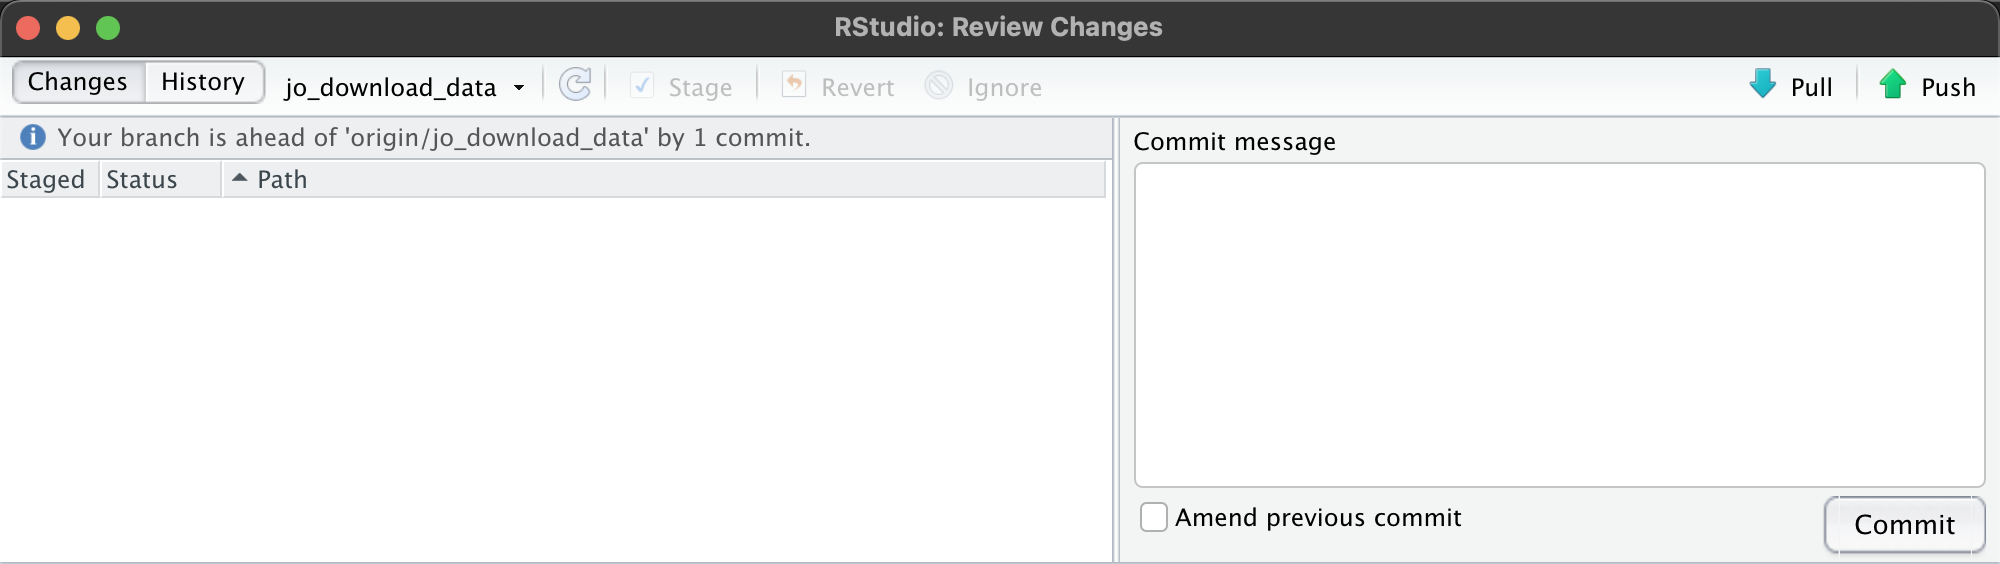 RStudio: Review Changes
Changes History jo_download_data Stage Revert Ignore Pull Push
Your branch is ahead of 'origin/jo_download_data' by 1 commit.
Staged Status Path
Commit message
Amend previous commit
Commit